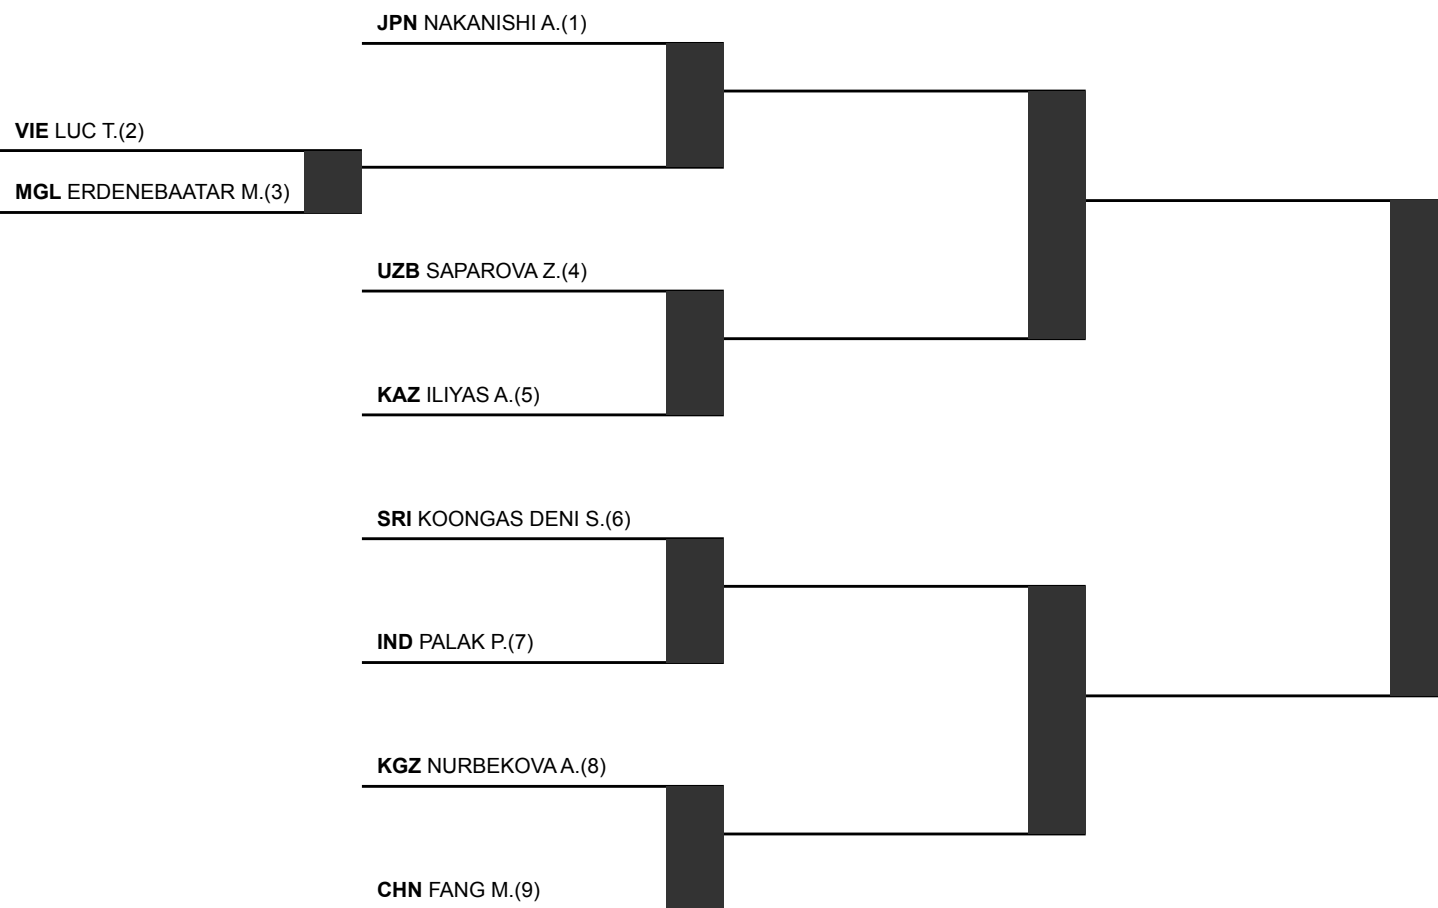 JPN NAKANISHI A.(1)
VIE LUC T.(2)
MGL ERDENEBAATAR M.(3)
UZB SAPAROVA Z.(4)
KAZ ILIYAS A.(5)
SRI KOONGAS DENI S.(6)
IND PALAK P.(7)
KGZ NURBEKOVA A.(8)
CHN FANG M.(9)